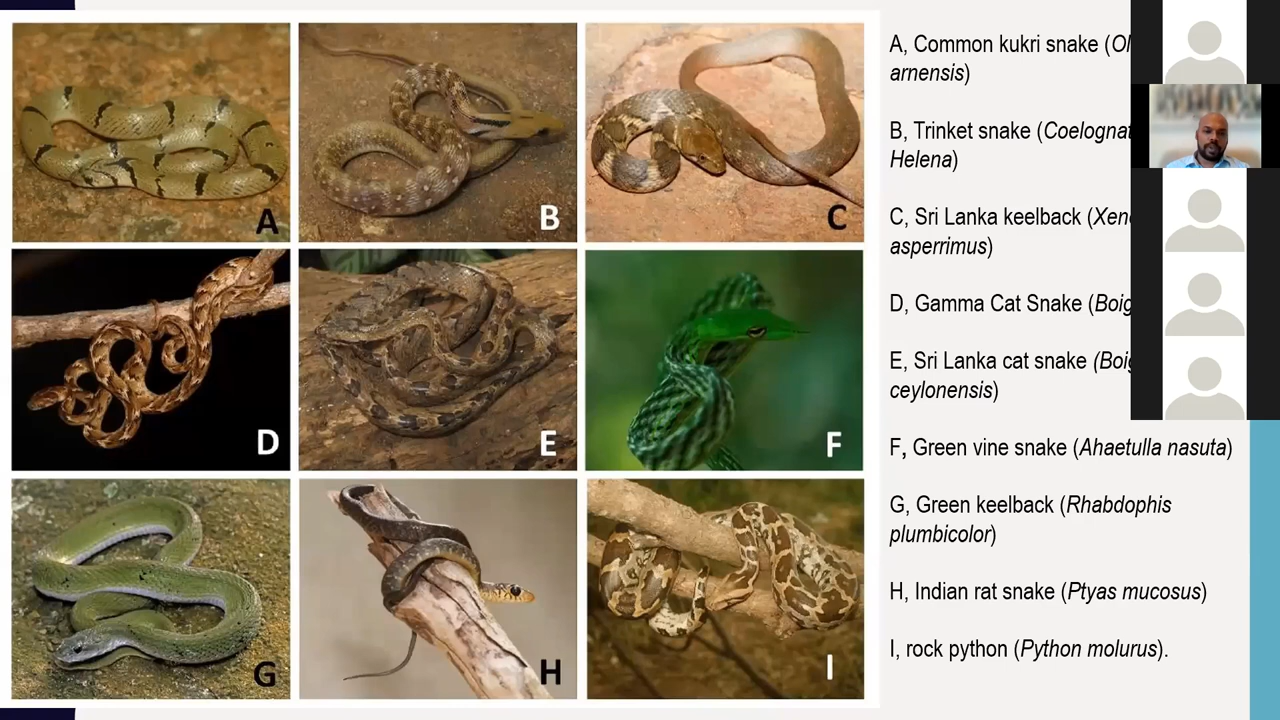 A
B
C
D
E
F
G
H
I
A, Common kukri snake (
arnensis)
B, Trinket snake (
Helena)
C, Sri Lanka keelback (
asperrimus)
D, Gamma Cat Snake (
E, Sri Lanka cat snake (
ceylonensis)
F, Green vine snake (Ahaetulla nasuta)
G, Green keelback (Rhabdophis
plumbicolor)
H, Indian rat snake (Ptyas mucosus)
I, rock python (Python molurus).